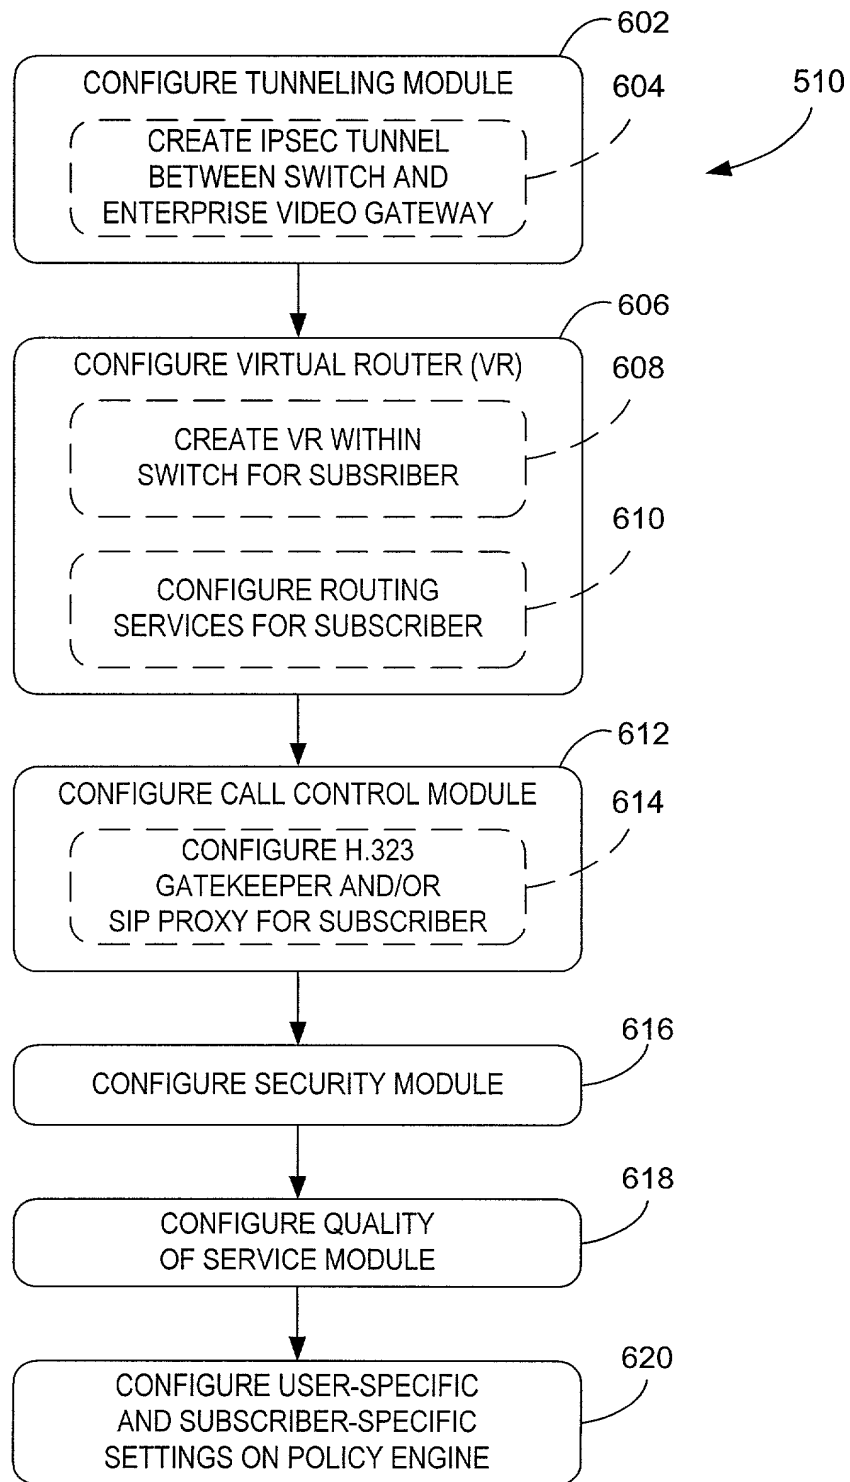 602
CONFIGURE TUNNELING MODULE
604
510
CREATE IPSEC TUNNEL
BETWEEN SWITCH AND
ENTERPRISE VIDEO GATEWAY
606
CONFIGURE VIRTUAL ROUTER (VR)
608
CREATE VR WITHIN
SWITCH FOR SUBSRIBER
610
CONFIGURE ROUTING
SERVICES FOR SUBSCRIBER
612
CONFIGURE CALL CONTROL MODULE
614
CONFIGURE H.323
GATEKEEPER AND/OR
SIP PROXY FOR SUBSCRIBER
616
CONFIGURE SECURITY MODULE
618
CONFIGURE QUALITY
OF SERVICE MODULE
620
CONFIGURE USER-SPECIFIC
AND SUBSCRIBER-SPECIFIC
SETTINGS ON POLICY ENGINE